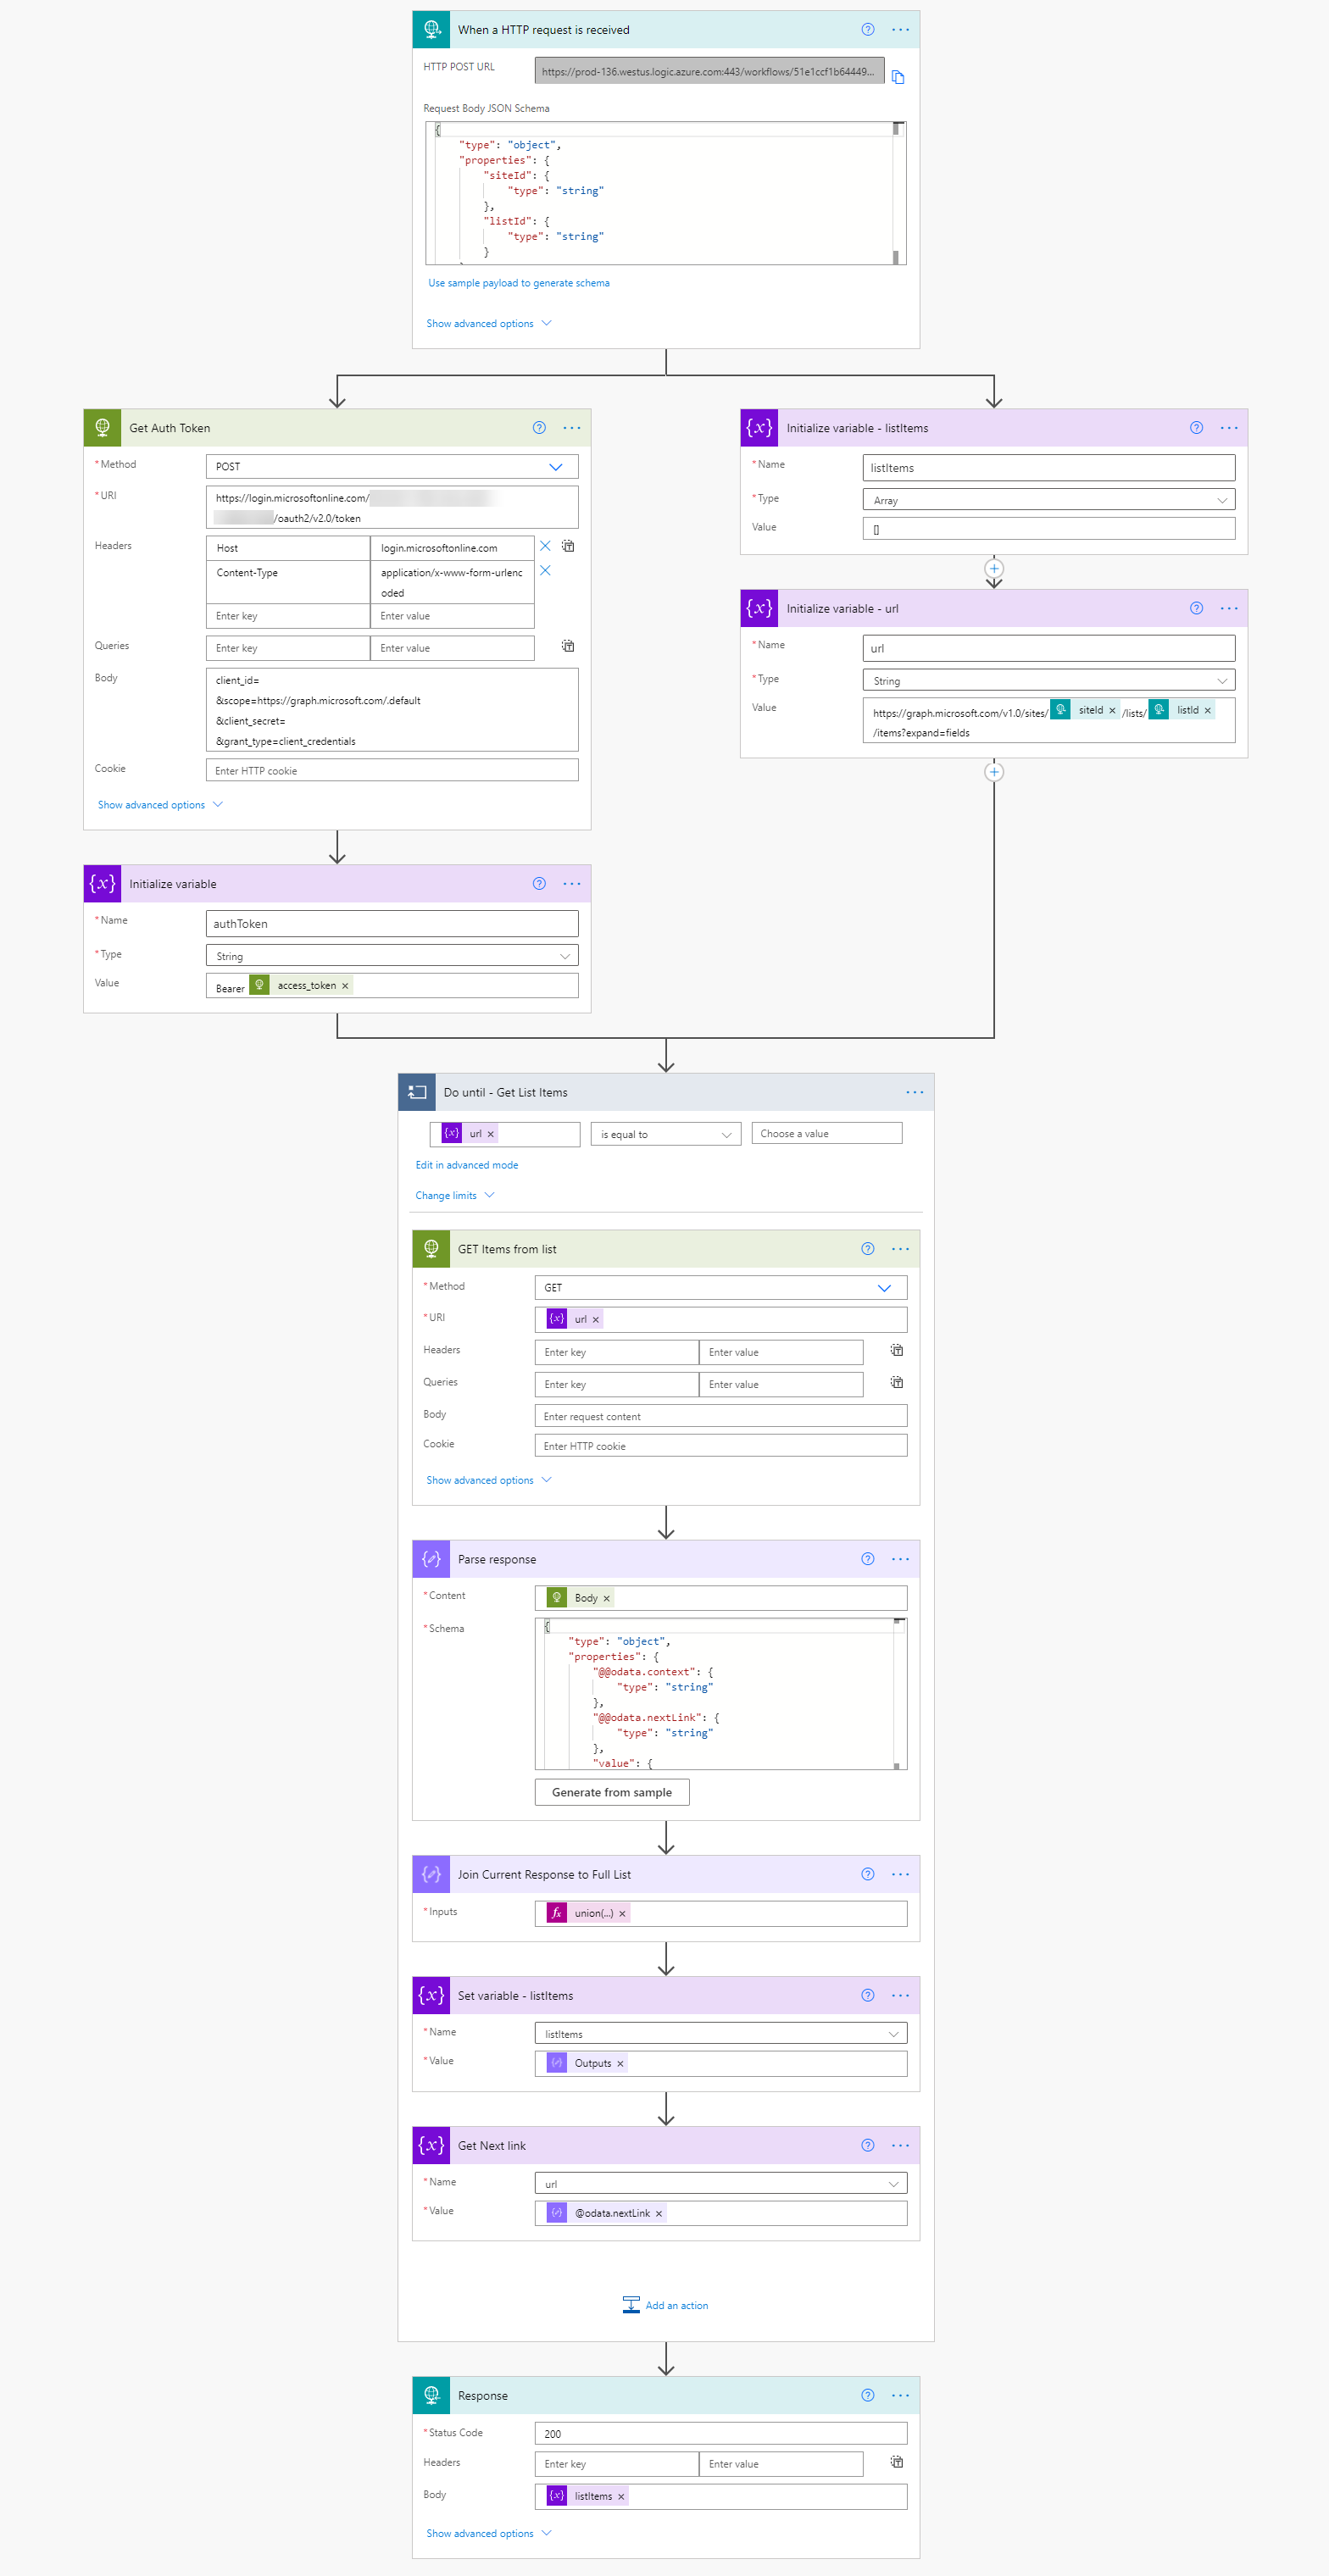 When a HTTP request is received
HTTP POST URL
https://prod-136.westus.logic.azure.com:443/workflows/51e1ccf1b64449...
Request Body JSON Schema
{
"type": "object",
"properties": {
"siteId": {
"type": "string"
},
"listId": {
"type": "string"
}
Use sample payload to generate schema
Show advanced options
Get Auth Token
* Method
POST
* URI
https://login.microsoftonline.com/
/oauth2/v2.0/token
Headers
Host
login.microsoftonline.com
Content-Type
application/x-www-form-urlenc
oded
Enter key
Enter value
Queries
Enter key
Enter value
Body
client_id=
&scope=https://graph.microsoft.com/.default
&client_secret=
&grant_type=client_credentials
Cookie
Enter HTTP cookie
Show advanced options
Initialize variable
* Name
authToken
* Type
String
Value
Bearer access_token ×
{x} Initialize variable - listItems
* Name
listItems
* Type
Array
Value
[]
{x} Initialize variable - url
* Name
url
* Type
String
Value
https://graph.microsoft.com/v1.0/sites/ siteId × /lists/ listId ×
/items?expand=fields
Do until - Get List Items
{x} url ×
is equal to
Choose a value
Edit in advanced mode
Change limits
GET Items from list
* Method
GET
* URI
{x} url ×
Headers
Enter key
Enter value
Queries
Enter key
Enter value
Body
Enter request content
Cookie
Enter HTTP cookie
Show advanced options
Parse response
* Content
Body ×
* Schema
{
"type": "object",
"properties": {
"@@odata.context": {
"type": "string"
},
"@@odata.nextLink": {
"type": "string"
},
"value": {
Generate from sample
Join Current Response to Full List
* Inputs
fx union(...) ×
{x} Set variable - listItems
* Name
listItems
* Value
Outputs ×
{x} Get Next link
* Name
url
* Value
@odata.nextLink ×
Add an action
Response
* Status Code
200
Headers
Enter key
Enter value
Body
{x} listItems ×
Show advanced options